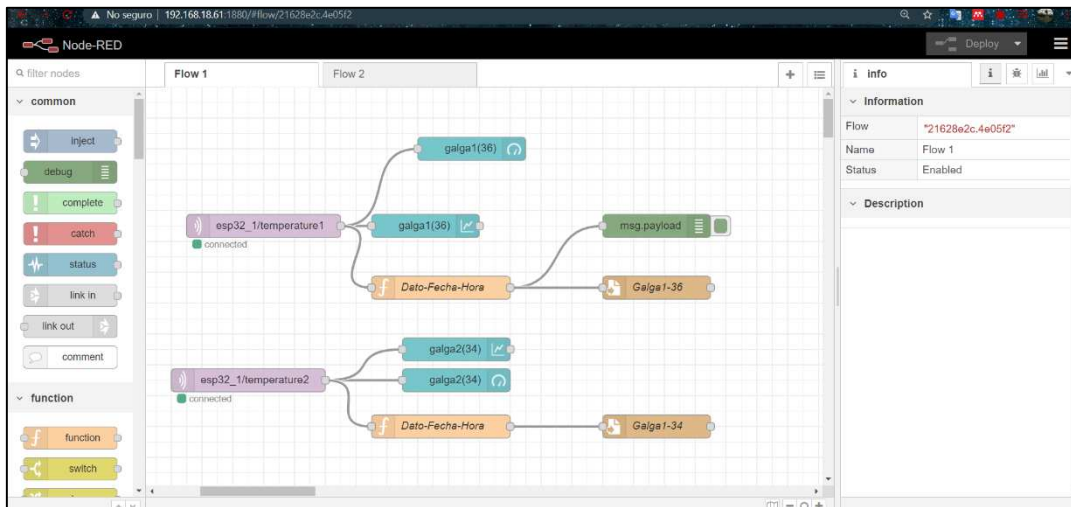 No seguro | 192.168.18.61:1880/#flow/21628e2c.4e05f2
Node-RED
Deploy
filter nodes
Flow 1
Flow 2
i info
i
common
inject
debug
complete
catch
status
link in
link out
comment
function
function
switch
galga1(36)
esp32_1/temperature1
connected
galga1(36)
msg.payload
Dato-Fecha-Hora
Galga1-36
galga2(34)
esp32_1/temperature2
connected
galga2(34)
Dato-Fecha-Hora
Galga1-34
Information
Flow "21628e2c.4e05f2"
Name Flow 1
Status Enabled
Description